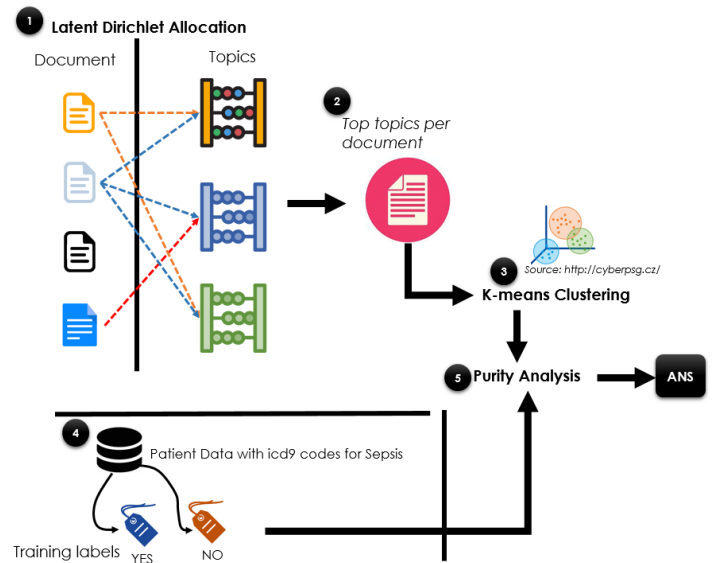 1
Latent Dirichlet Allocation
Document
Topics
2
Top topics per
document
3
Source: http://cyberpsg.cz/
K-means Clustering
5
Purity Analysis
ANS
4
Patient Data with icd9 codes for Sepsis
Training labels
YES
NO